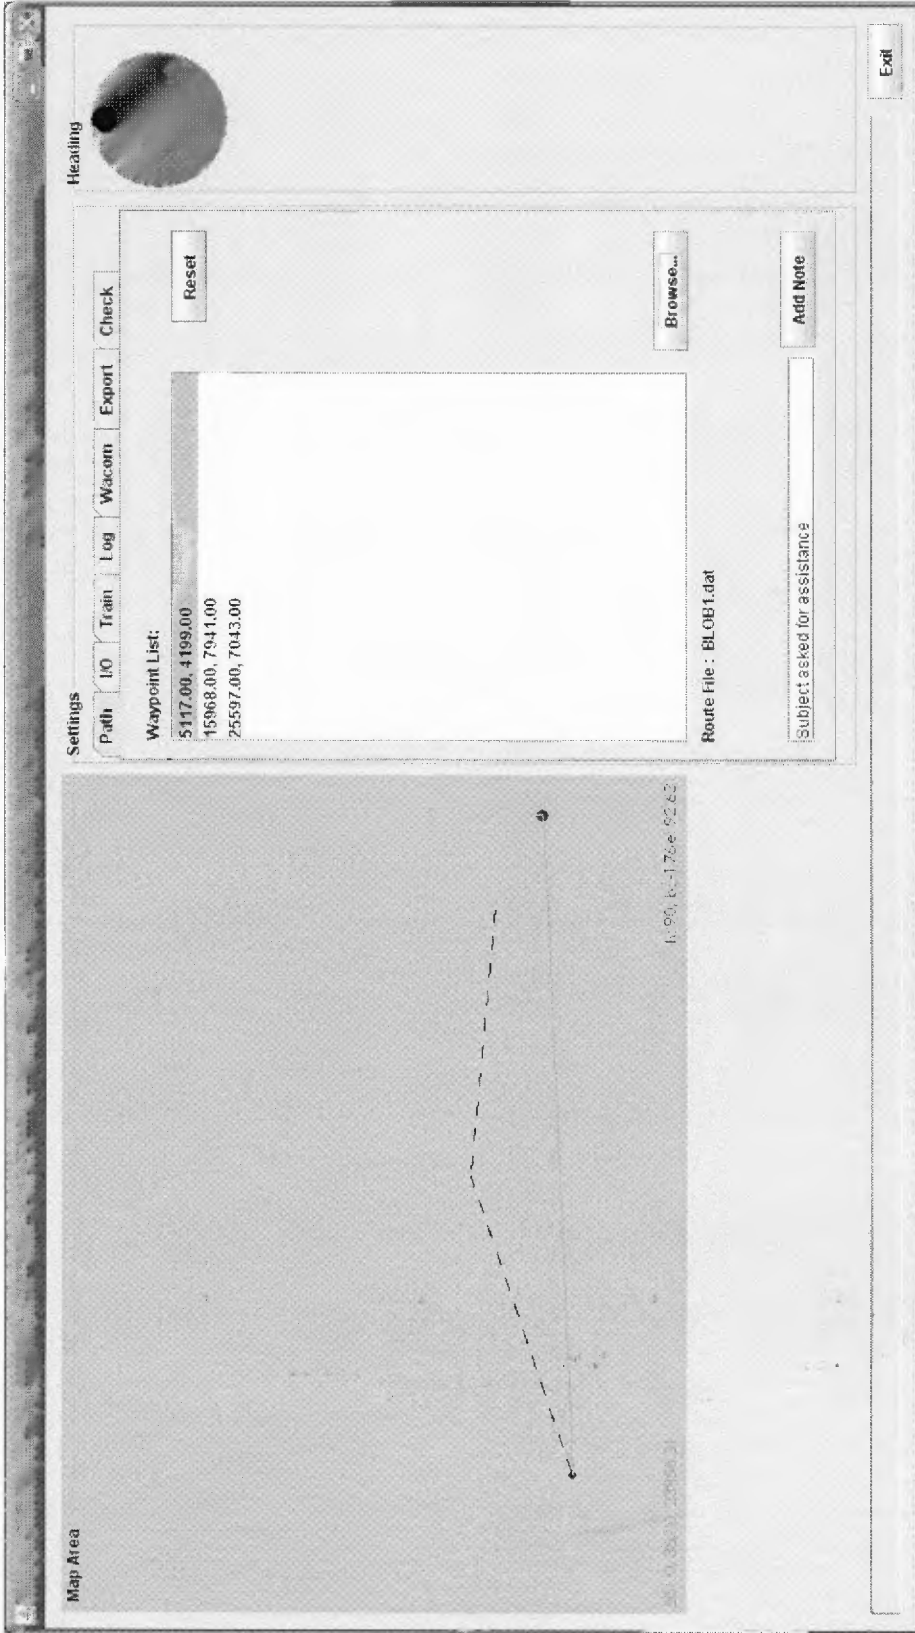 Map Area
Settings
Path
I/O
Train
Log
Wacom
Export
Check
Waypoint List:
5117.00, 4199.00
15968.00, 7941.00
25597.00, 7043.00
Reset
Browse...
Route File : BLOB1.dat
Subject asked for assistance
Add Note
Heading
Exit